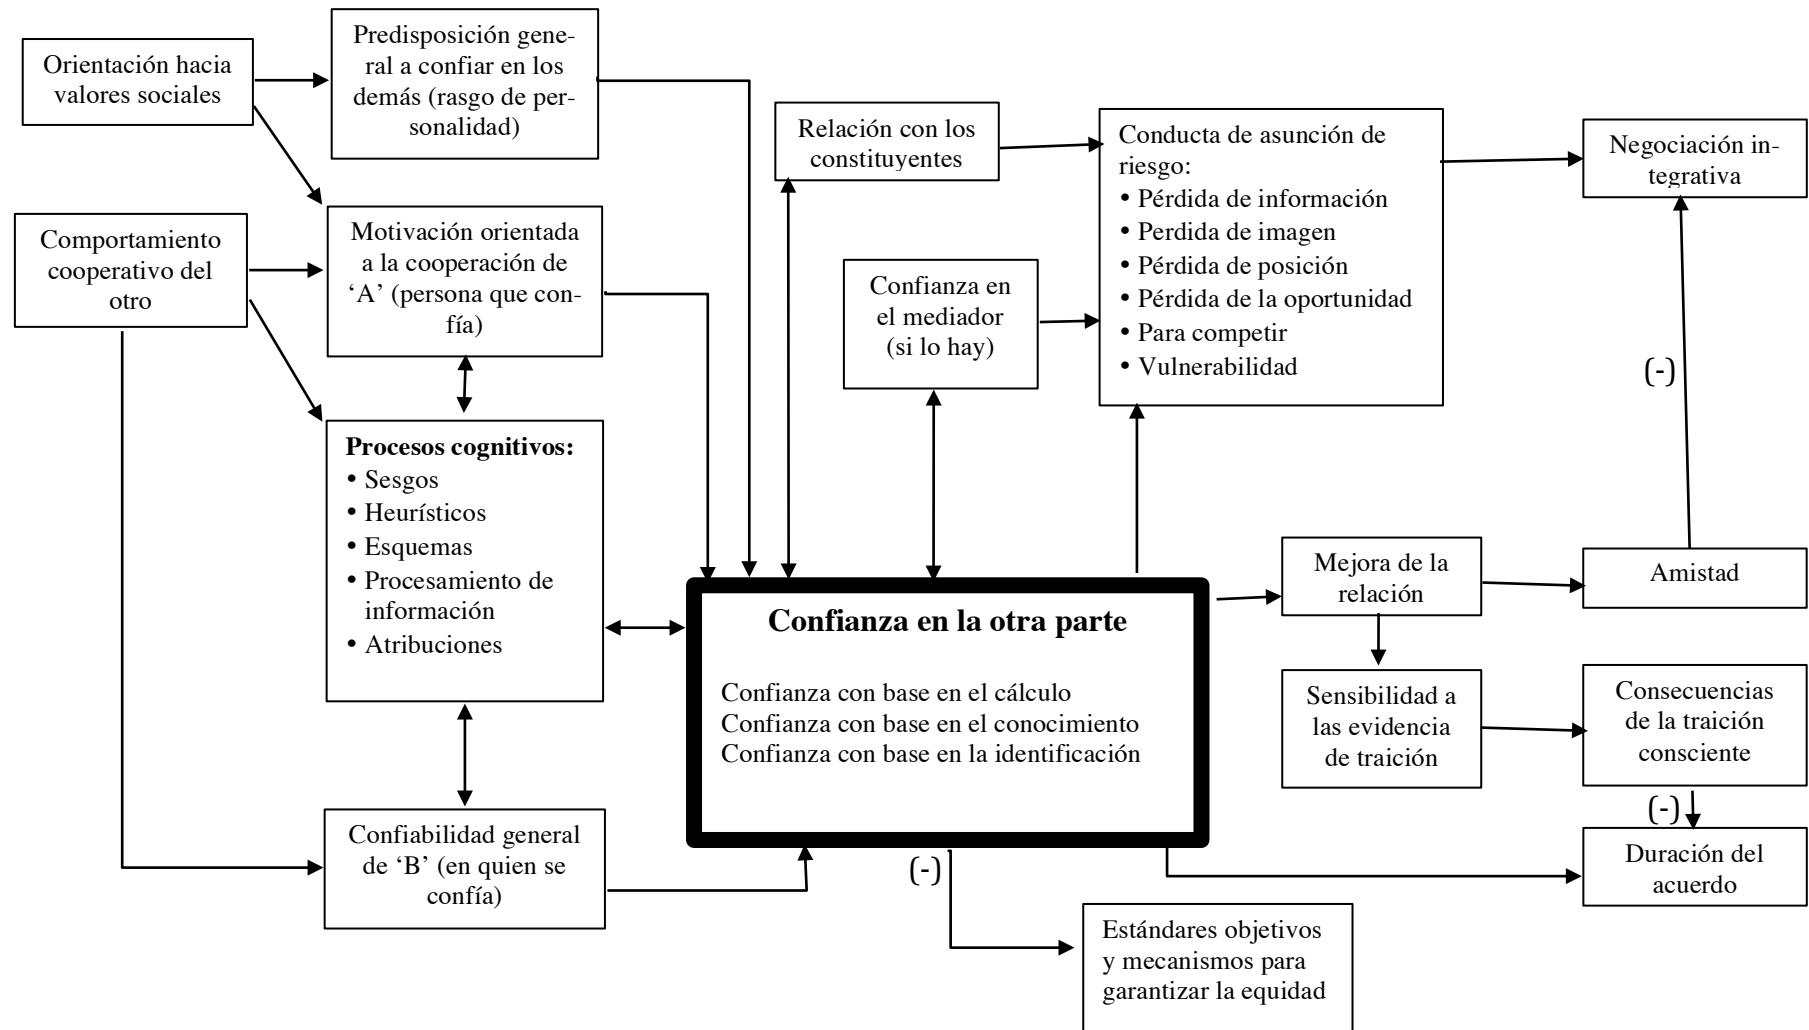 Orientación hacia
valores sociales
Predisposición gene-
ral a confiar en los
demás (rasgo de per-
sonalidad)
Comportamiento
cooperativo del
otro
Motivación orientada
a la cooperación de
‘A’ (persona que con-
fía)
Procesos cognitivos:
• Sesgos
• Heurísticos
• Esquemas
• Procesamiento de
información
• Atribuciones
Confiabilidad general
de ‘B’ (en quien se
confía)
Relación con los
constituyentes
Confianza en
el mediador
(si lo hay)
Conducta de asunción de
riesgo:
• Pérdida de información
• Perdida de imagen
• Pérdida de posición
• Pérdida de la oportunidad
• Para competir
• Vulnerabilidad
Negociación in-
tegrativa
(-)
Confianza en la otra parte
Confianza con base en el cálculo
Confianza con base en el conocimiento
Confianza con base en la identificación
Mejora de la
relación
Amistad
Sensibilidad a
las evidencia
de traición
Consecuencias
de la traición
consciente
(-)
Duración del
acuerdo
(-)
Estándares objetivos
y mecanismos para
garantizar la equidad